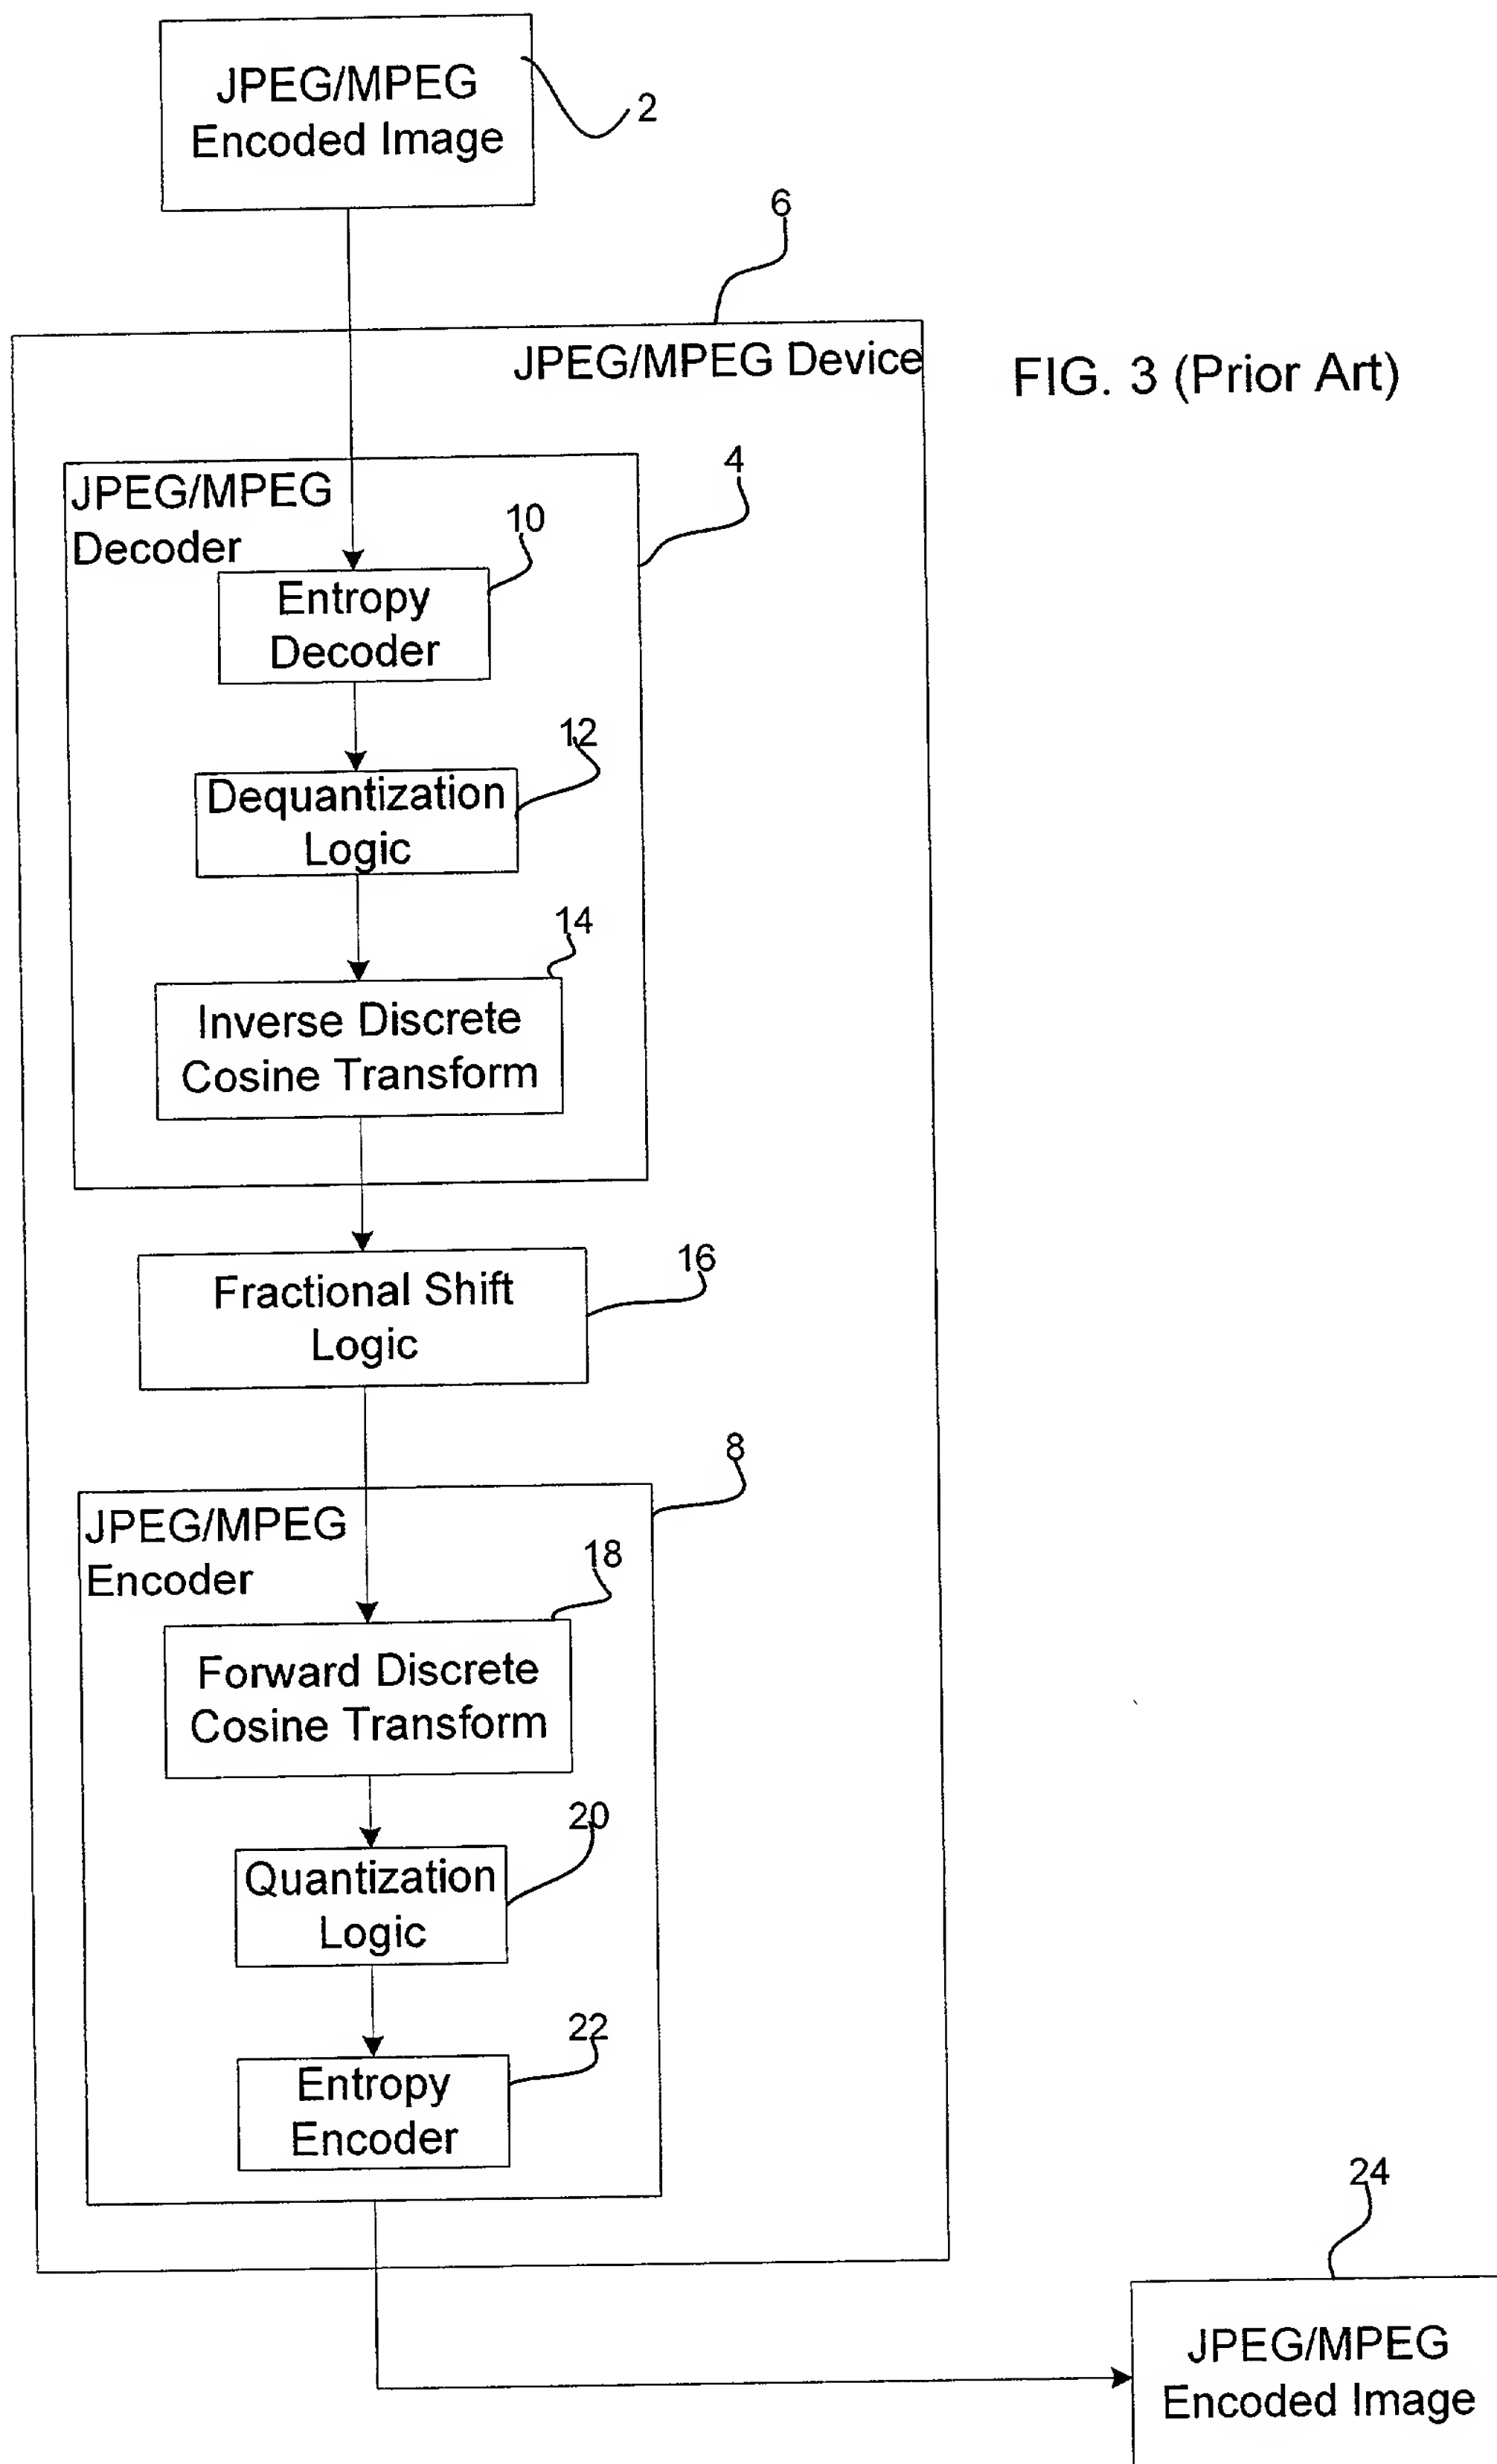 JPEG/MPEG
Encoded Image
2
6
JPEG/MPEG Device
FIG. 3 (Prior Art)
4
JPEG/MPEG
Decoder
10
Entropy
Decoder
12
Dequantization
Logic
14
Inverse Discrete
Cosine Transform
16
Fractional Shift
Logic
8
JPEG/MPEG
Encoder
18
Forward Discrete
Cosine Transform
20
Quantization
Logic
22
Entropy
Encoder
24
JPEG/MPEG
Encoded Image